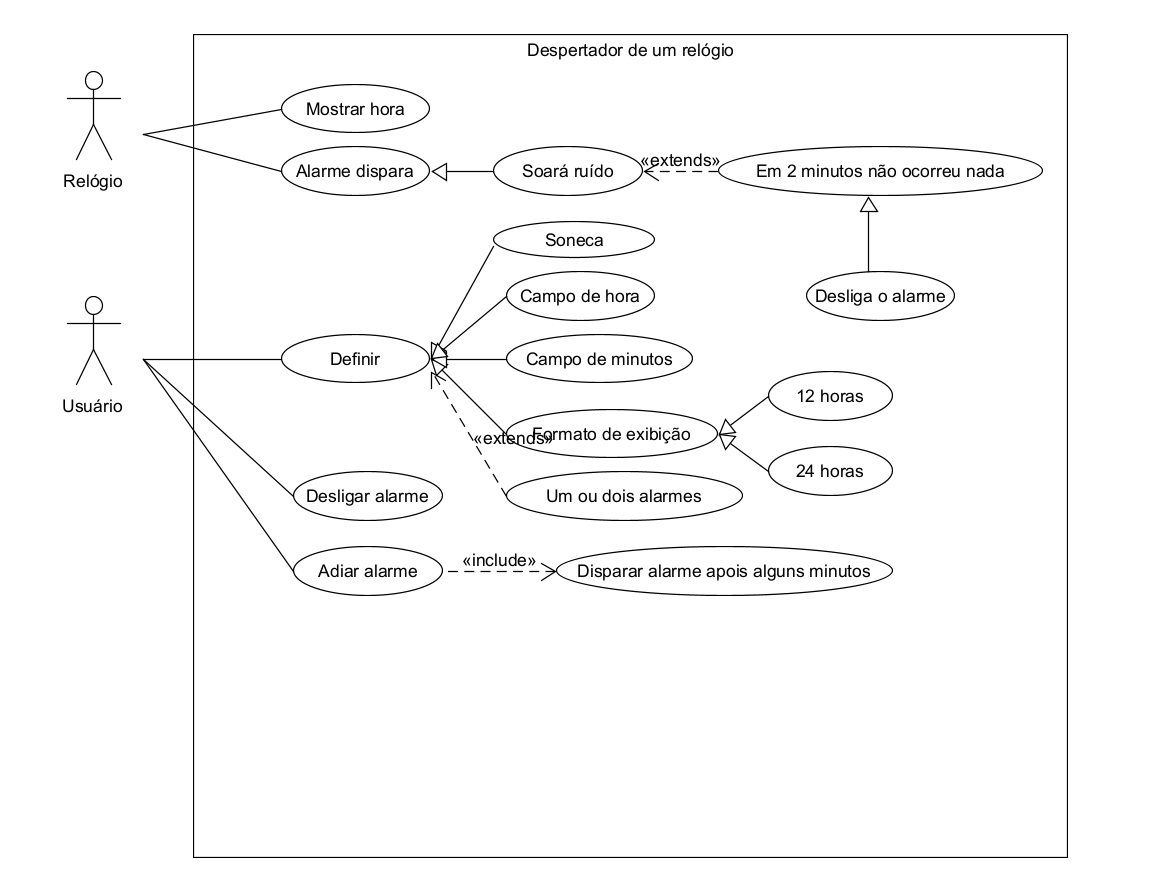 Despertador de um relógio
Mostrar hora
Relógio
Alarme dispara
Soará ruído
«extends»
Em 2 minutos não ocorreu nada
Soneca
Campo de hora
Desliga o alarme
Definir
Campo de minutos
Usuário
12 horas
Formato de exibição
«extends»
24 horas
Desligar alarme
Um ou dois alarmes
Adiar alarme
«include»
Disparar alarme apois alguns minutos